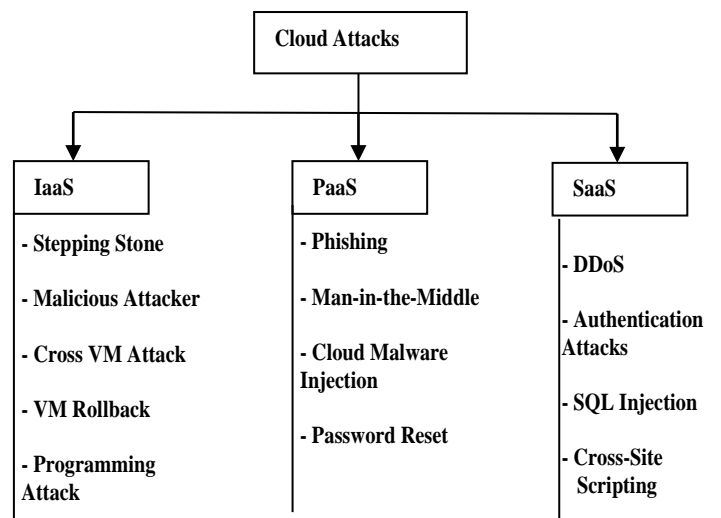 Cloud Attacks
IaaS
- Stepping Stone
- Malicious Attacker
- Cross VM Attack
- VM Rollback
- Programming
Attack
PaaS
- Phishing
- Man-in-the-Middle
- Cloud Malware
Injection
- Password Reset
SaaS
- DDoS
- Authentication
Attacks
- SQL Injection
- Cross-Site
Scripting